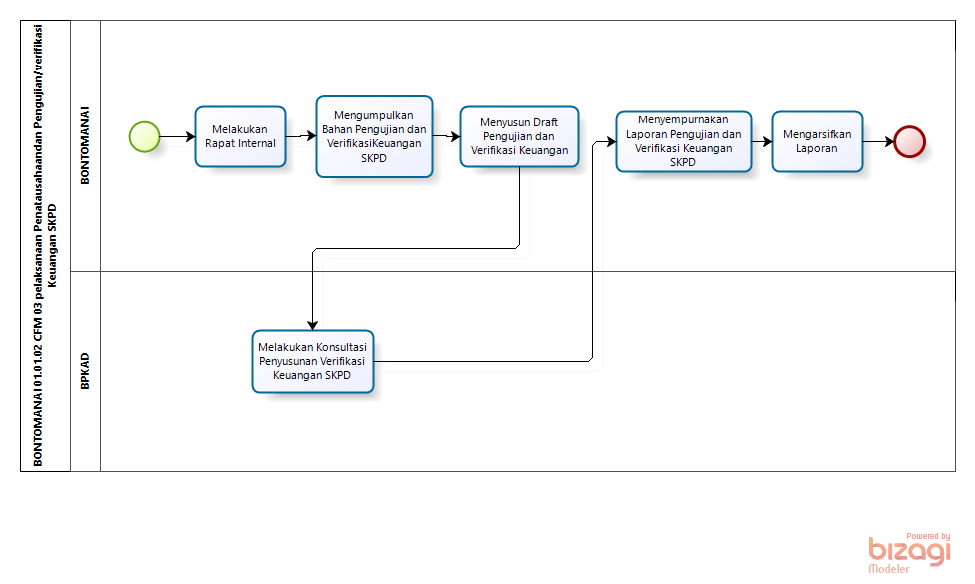 BONTOMANAI 01.01.02 CFM 03 pelaksanaan Penatausahaandan Pengujian/verifikasi
Keuangan SKPD
BONTOMANAI
Melakukan
Rapat Internal
Mengumpulkan
Bahan Pengujian dan
VerifikasiKeuangan
SKPD
Menyusun Draft
Pengujian dan
Verifikasi Keuangan
Menyempurnakan
Laporan Pengujian dan
Verifikasi Keuangan
SKPD
Mengarsifkan
Laporan
BPKAD
Melakukan Konsultasi
Penyusunan Verifikasi
Keuangan SKPD
Powered by
bizagi
Modeler